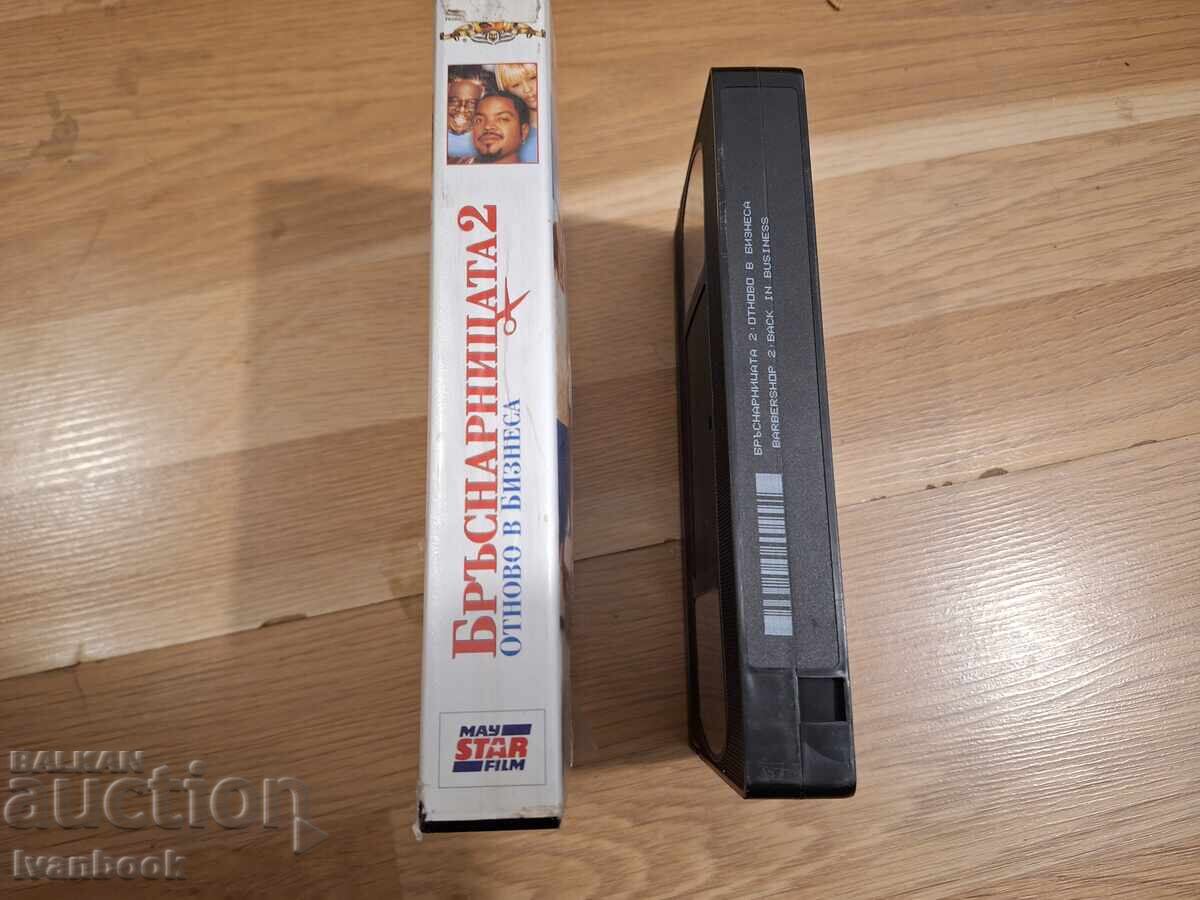 БРЪСНАРНИЦАТА 2
ОТНОВО В БИЗНЕСА
MAY
STAR
FILM
БРЪСНАРНИЦАТА 2:ОТНОВО В БИЗНЕСА
BARBERSHOP 2:BACK IN BUSINESS
BALKAN
auction
Ivanbook